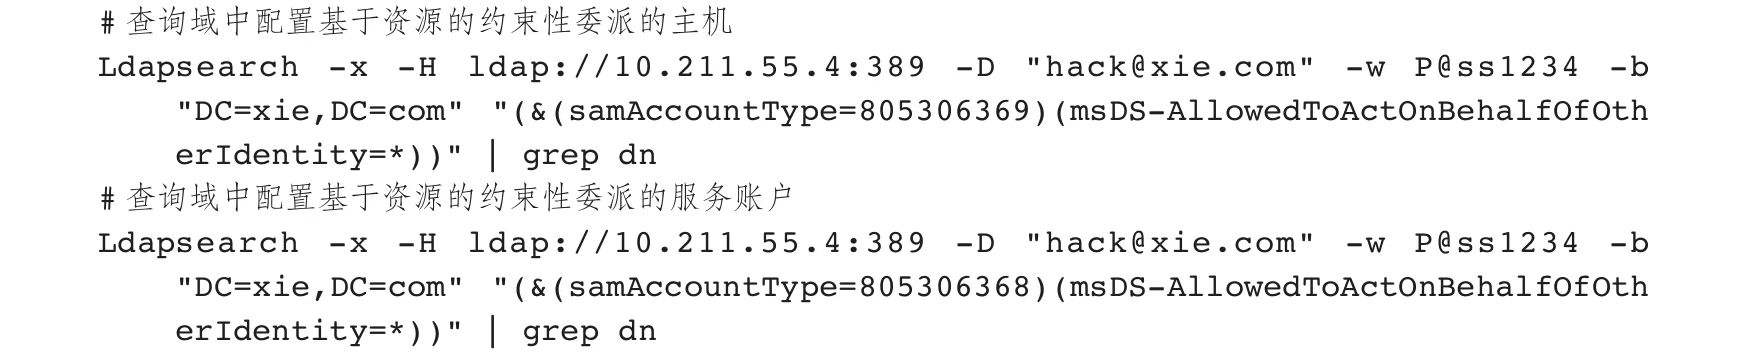 # 查询域中配置基于资源的约束性委派的主机
Ldapsearch -x -H ldap://10.211.55.4:389 -D "hack@xie.com" -w P@ss1234 -b
"DC=xie,DC=com" "(&(samAccountType=805306369)(msDS-AllowedToActOnBehalfOfOth
erIdentity=*))" | grep dn
# 查询域中配置基于资源的约束性委派的服务账户
Ldapsearch -x -H ldap://10.211.55.4:389 -D "hack@xie.com" -w P@ss1234 -b
"DC=xie,DC=com" "(&(samAccountType=805306368)(msDS-AllowedToActOnBehalfOfOth
erIdentity=*))" | grep dn